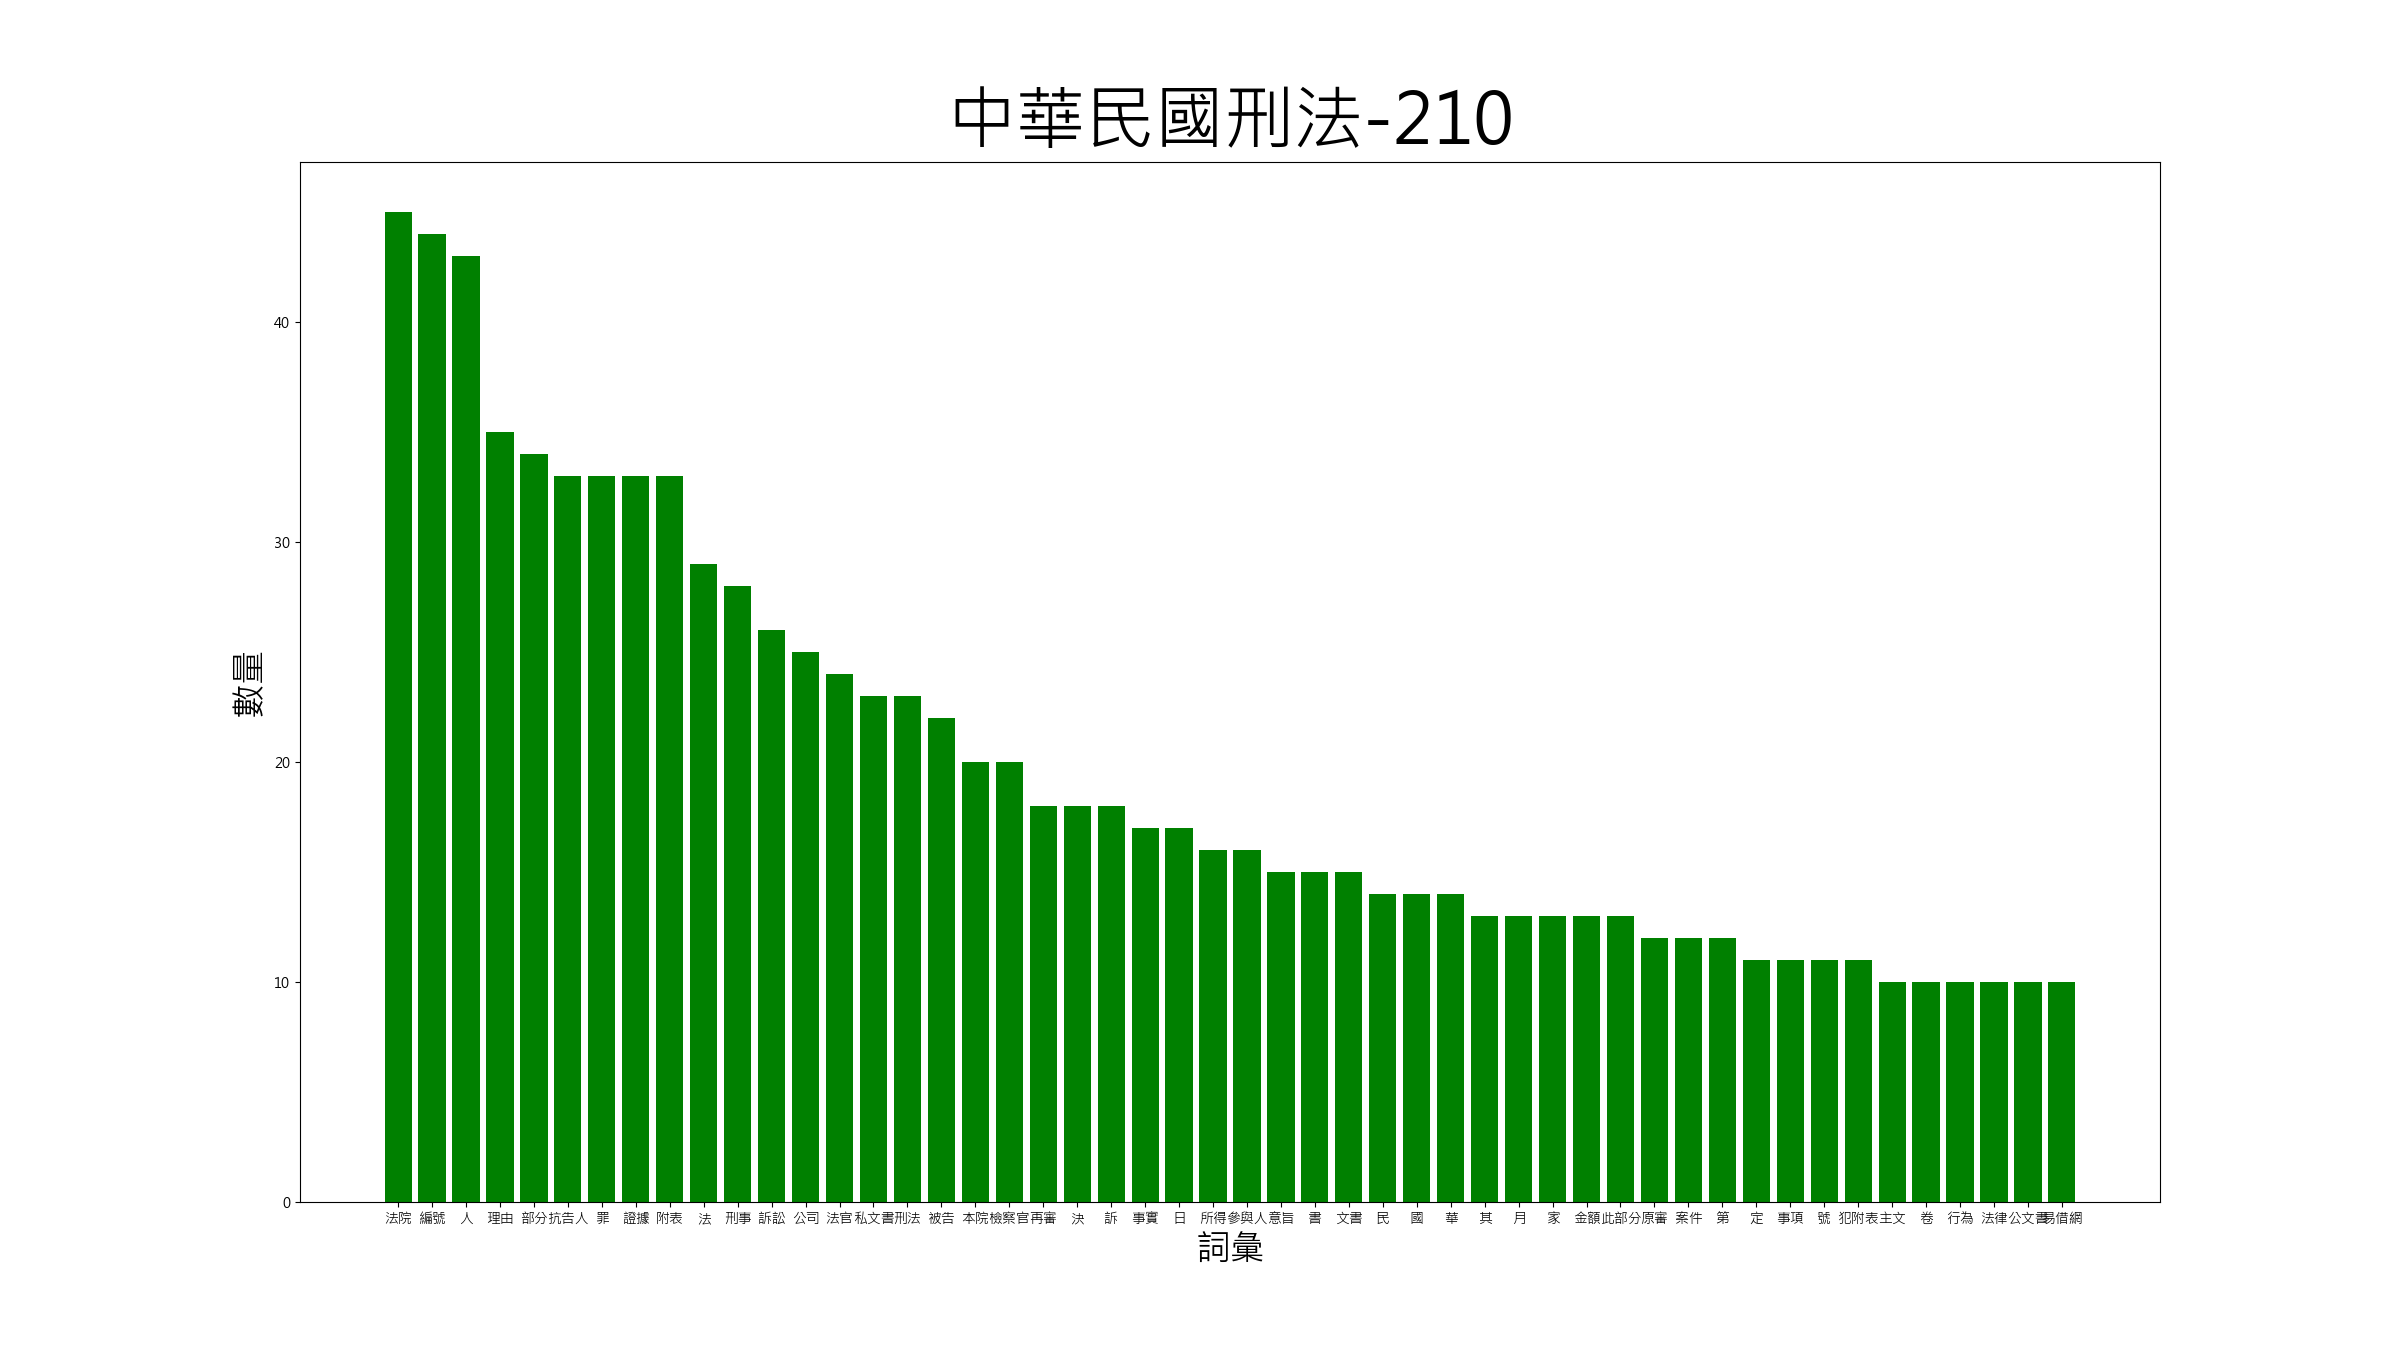 中華民國刑法-210
數量
40
30
20
10
0
法院 編號 人 理由 部分 抗告人 罪 證據 附表 法 刑事 訴訟 公司 法官 私文書 刑法 被告 本院 檢察官 再審 決 訴 事實 日 所得 參與人 意旨 書 文書 民 國 華 其 月 家 金額 此部分 原審 案件 第 定 事項 號 犯附表 主文 卷 行為 法律 公文書 易借網
詞彙